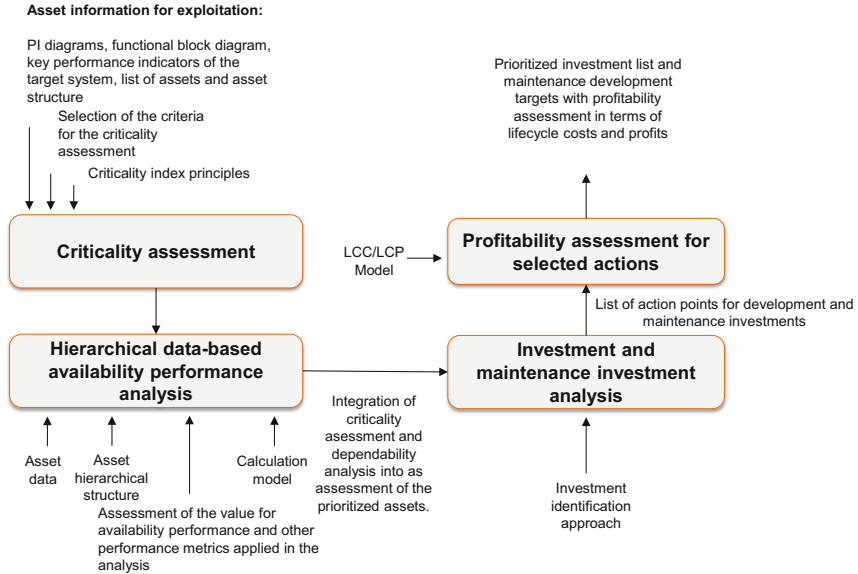 Asset information for exploitation:
PI diagrams, functional block diagram,
key performance indicators of the
target system, list of assets and asset
structure
Selection of the criteria
for the criticality
assessment
Criticality index principles
Criticality assessment
Hierarchical data-based
availability performance
analysis
Asset
data
Asset
hierarchical
structure
Assessment of the value for
availability performance and other
performance metrics applied in the
analysis
Calculation
model
Integration of
criticality
asessment and
dependability
analysis into as
assessment of the
prioritized assets.
Prioritized investment list and
maintenance development
targets with profitability
assessment in terms of
lifecycle costs and profits
LCC/LCP
Model
Profitability assessment for
selected actions
List of action points for development and
maintenance investments
Investment and
maintenance investment
analysis
Investment
identification
approach